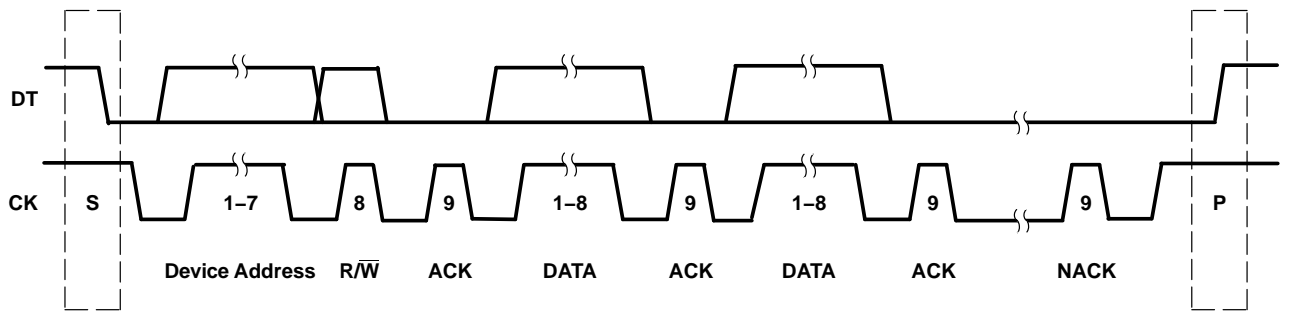 DT
CK S 1–7 8 9 1–8 9 1–8 9 9 P
Device Address R/W̅ ACK DATA ACK DATA ACK NACK